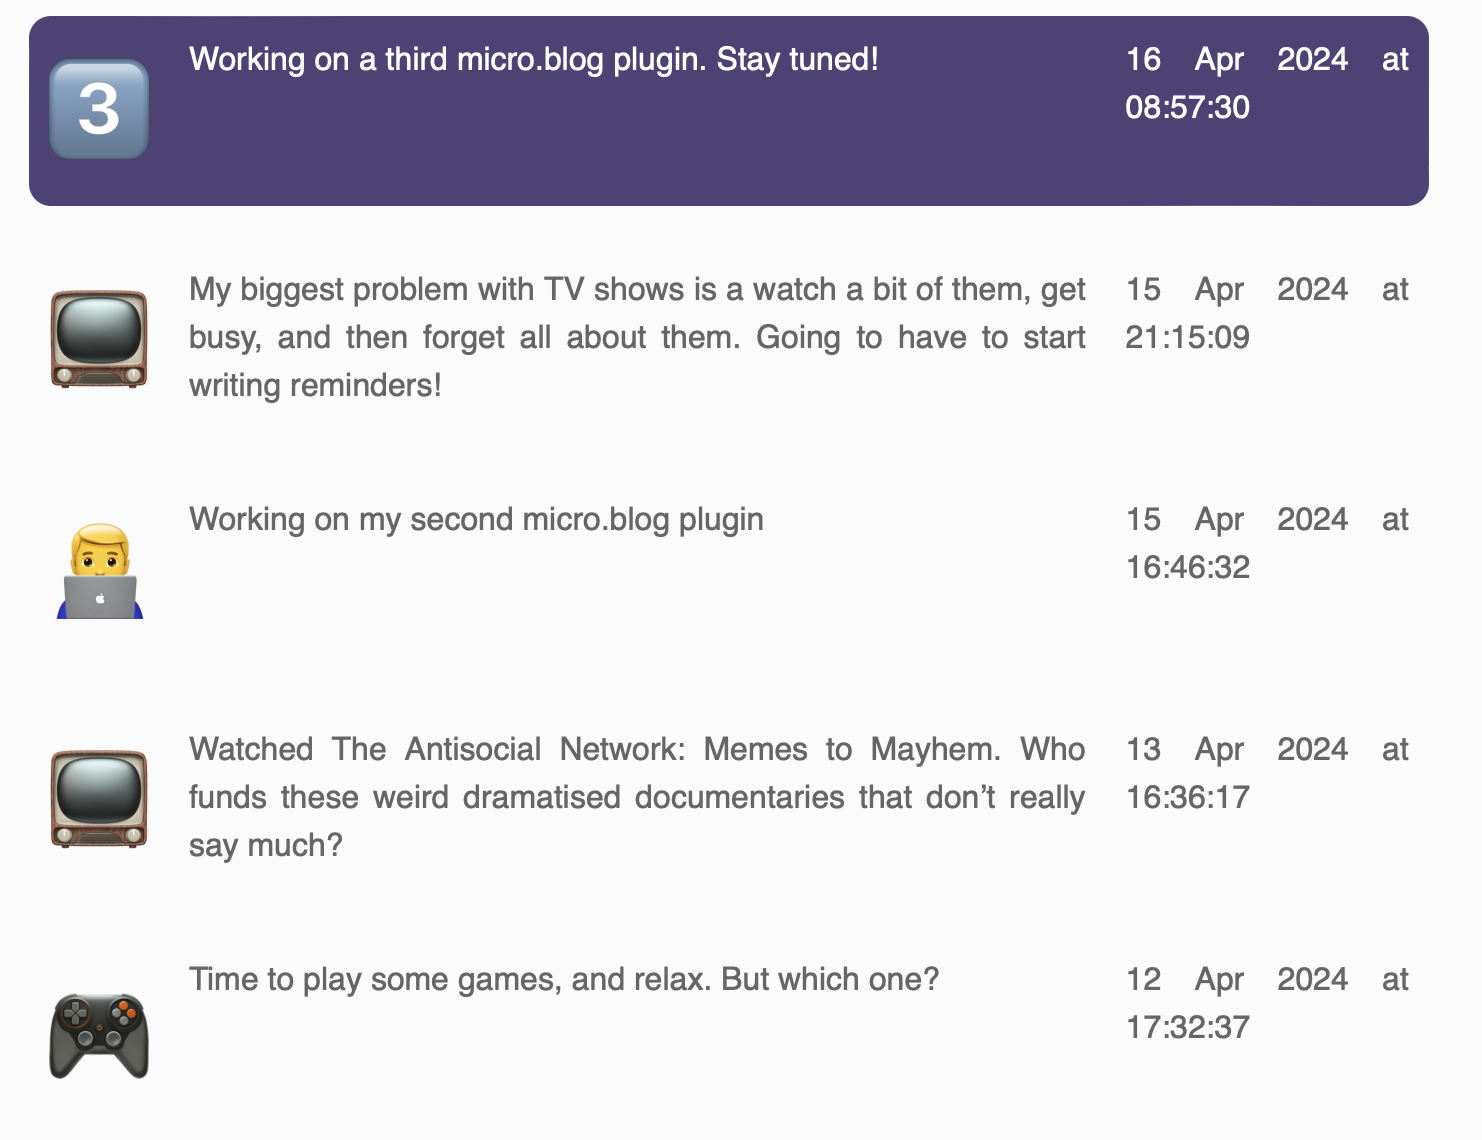 3
Working on a third micro.blog plugin. Stay tuned!
16 Apr 2024 at
08:57:30
My biggest problem with TV shows is a watch a bit of them, get
busy, and then forget all about them. Going to have to start
writing reminders!
15 Apr 2024 at
21:15:09
Working on my second micro.blog plugin
15 Apr 2024 at
16:46:32
Watched The Antisocial Network: Memes to Mayhem. Who
funds these weird dramatised documentaries that don’t really
say much?
13 Apr 2024 at
16:36:17
Time to play some games, and relax. But which one?
12 Apr 2024 at
17:32:37